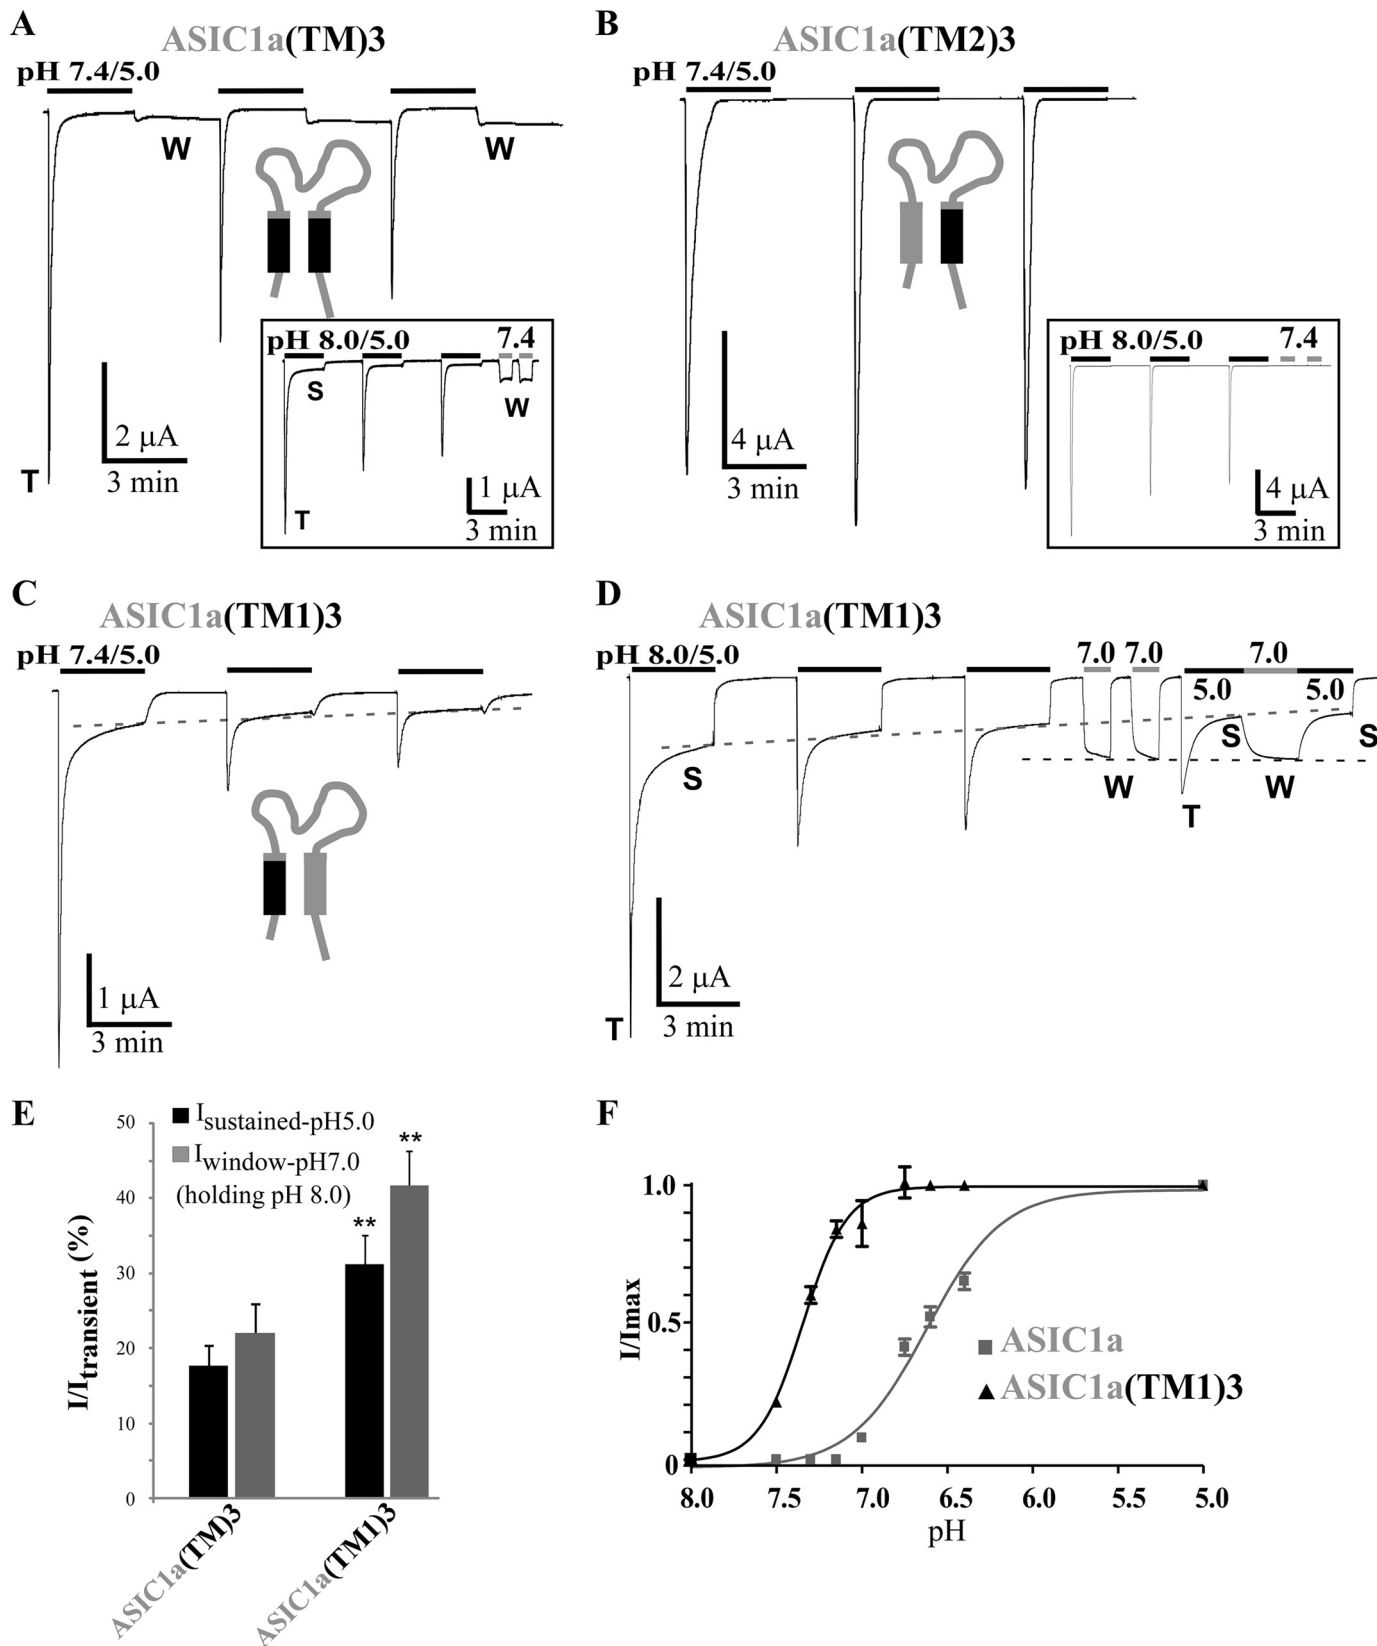 A
ASIC1a(TM)3
pH 7.4/5.0
W
W
T
2 µA
3 min
pH 8.0/5.0
7.4
S
W
T
1 µA
3 min
B
ASIC1a(TM2)3
pH 7.4/5.0
4 µA
3 min
pH 8.0/5.0
7.4
4 µA
3 min
C
ASIC1a(TM1)3
pH 7.4/5.0
1 µA
3 min
D
ASIC1a(TM1)3
pH 8.0/5.0
7.0 7.0 7.0
5.0 5.0
S
S
S
W
W
T
T
2 µA
3 min
E
I/Itransient (%)
50
40
30
20
10
0
Isustained-pH5.0
Iwindow-pH7.0
(holding pH 8.0)
**
**
ASIC1a(TM)3
ASIC1a(TM1)3
F
I/Imax
1.0
0.5
0
ASIC1a
ASIC1a(TM1)3
8.0 7.5 7.0 6.5 6.0 5.5 5.0
pH